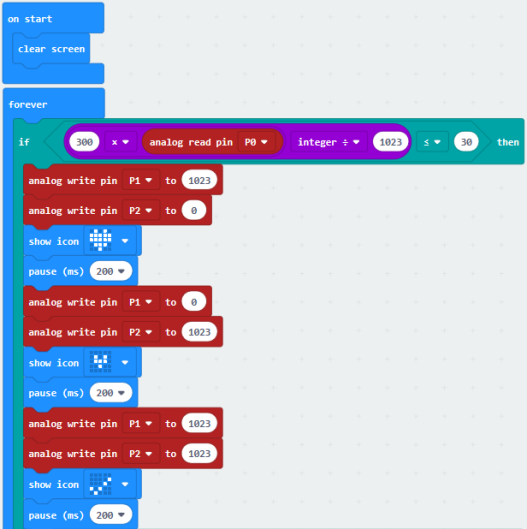 on start
clear screen
forever
if 300 x analog read pin P0 integer ÷ 1023 ≤ 30 then
analog write pin P1 to 1023
analog write pin P2 to 0
show icon
pause (ms) 200
analog write pin P1 to 0
analog write pin P2 to 1023
show icon
pause (ms) 200
analog write pin P1 to 1023
analog write pin P2 to 1023
show icon
pause (ms) 200